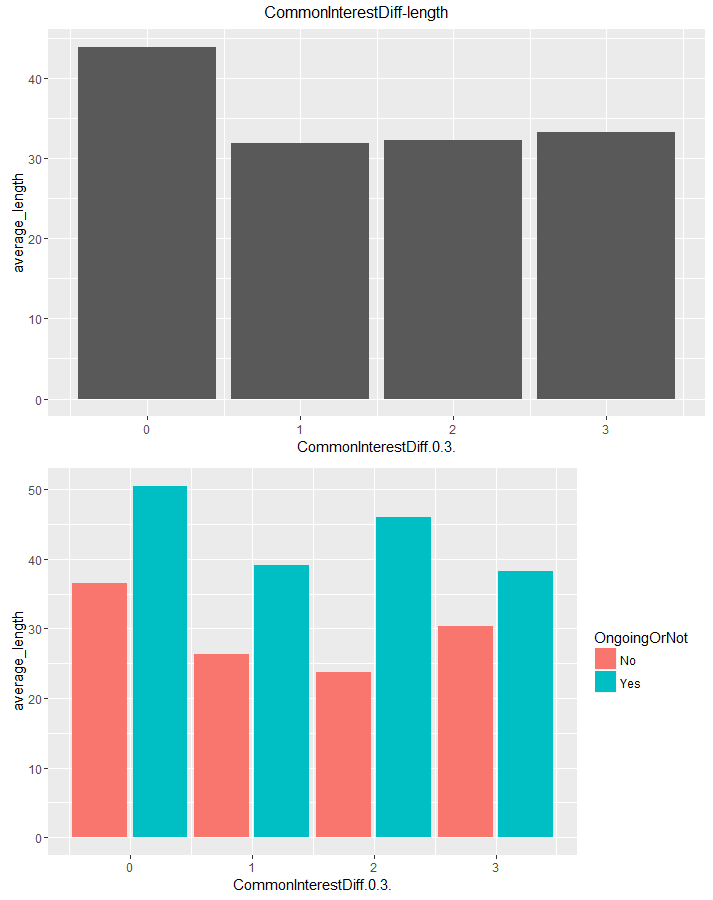 CommonInterestDiff-length
average_length
40
30
20
10
0
0 1 2 3
CommonInterestDiff.0.3.
average_length
50
40
30
20
10
0
0 1 2 3
CommonInterestDiff.0.3.
OngoingOrNot
No
Yes